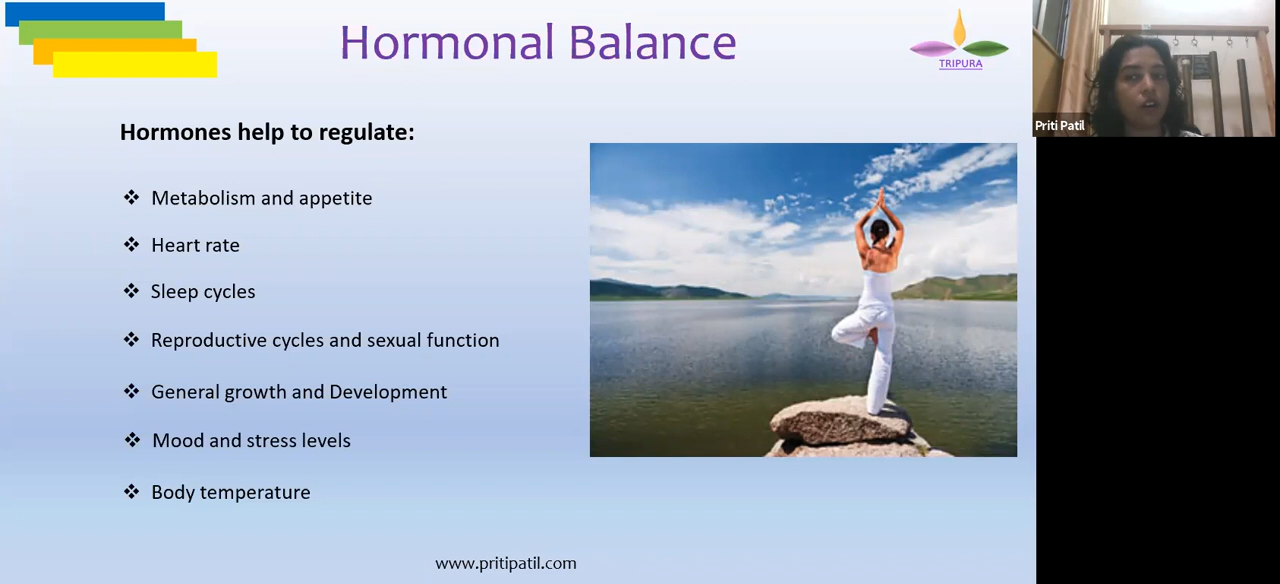 Hormonal Balance
TRIPURA
Priti Patil
Hormones help to regulate:
❖ Metabolism and appetite
❖ Heart rate
❖ Sleep cycles
❖ Reproductive cycles and sexual function
❖ General growth and Development
❖ Mood and stress levels
❖ Body temperature
www.pritipatil.com